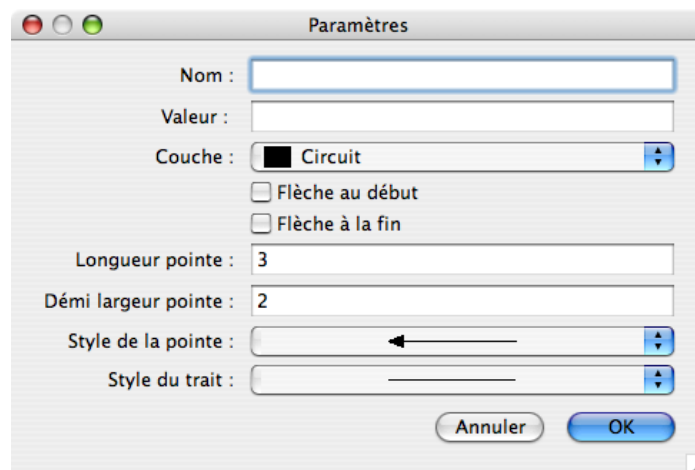 Paramètres
Nom :
Valeur :
Couche : Circuit
Flèche au début
Flèche à la fin
Longueur pointe : 3
Démi largeur pointe : 2
Style de la pointe :
Style du trait :
Annuler OK